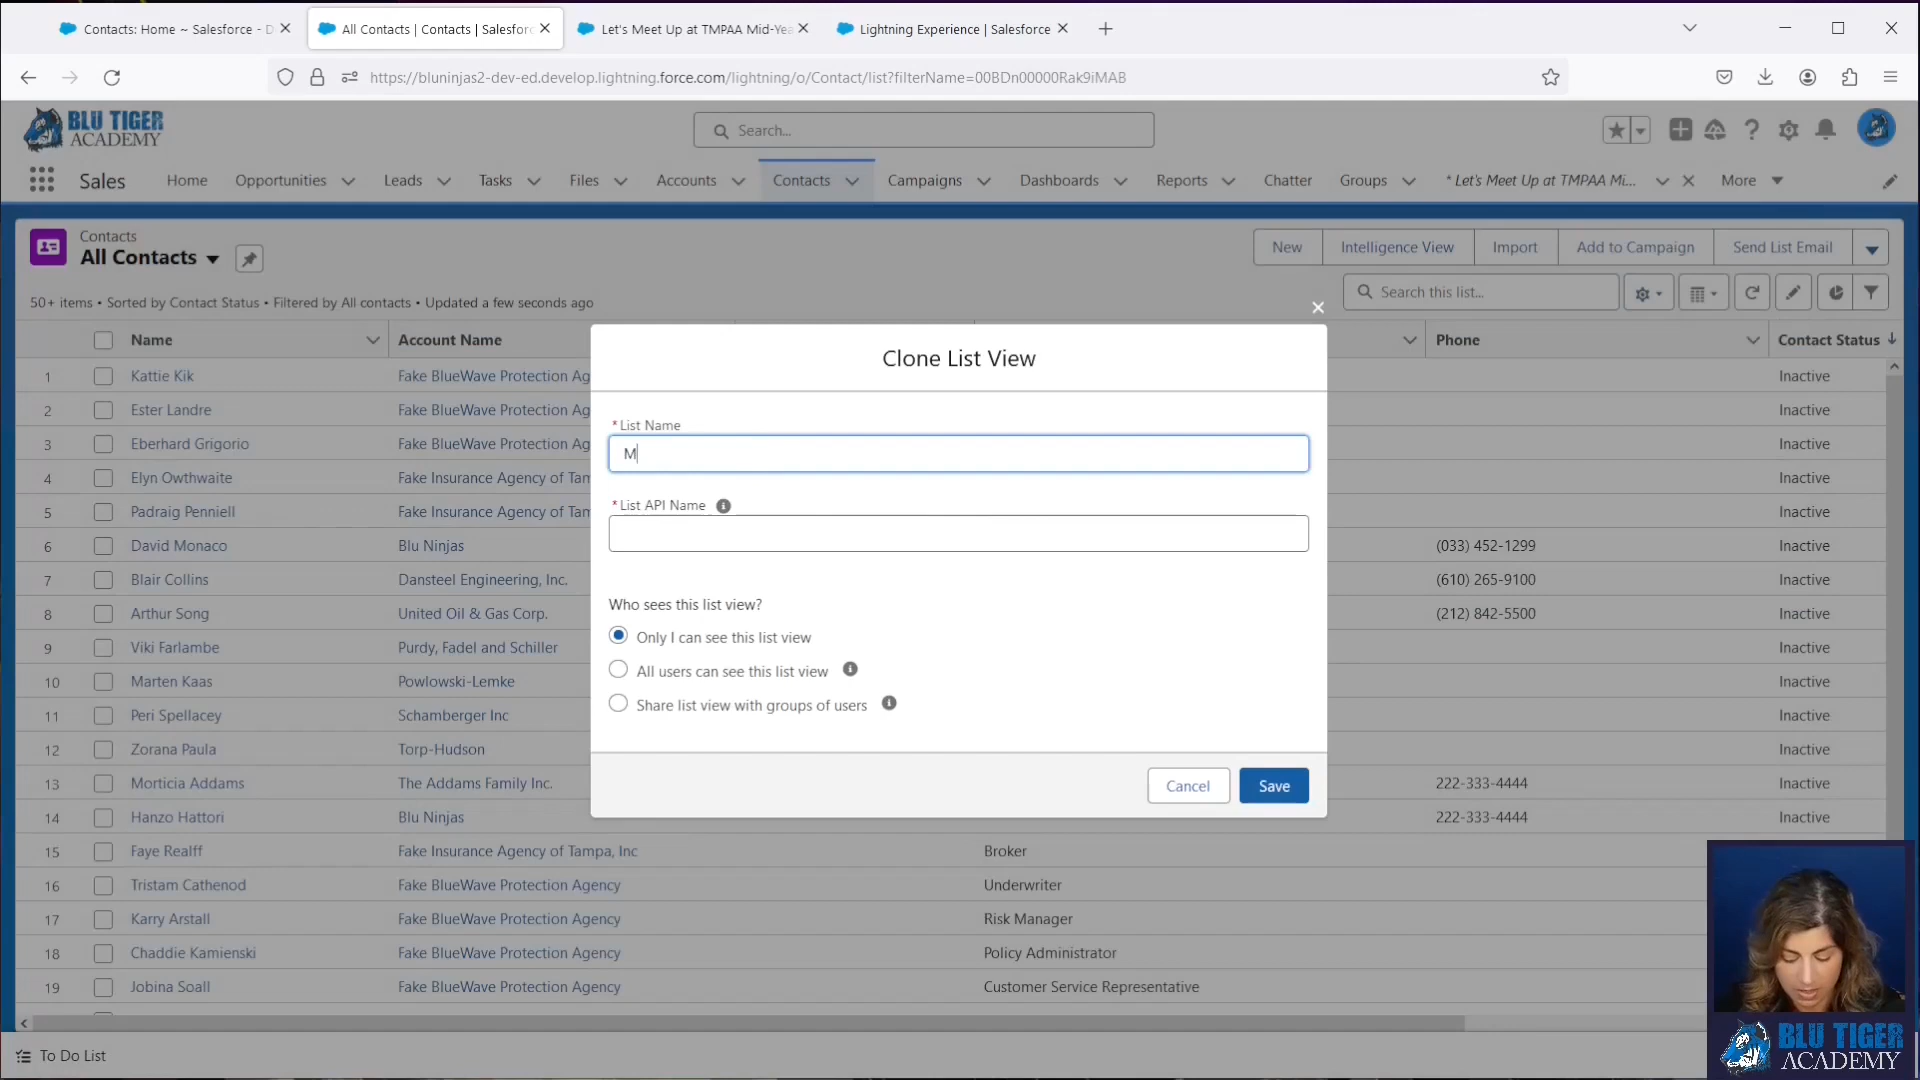 Contacts: Home ~ Salesforce - D
All Contacts | Contacts | Salesforc
Let's Meet Up at TMPAA Mid-Yea
Lightning Experience | Salesforce
https://bluninjas2-dev-ed.develop.lightning.force.com/lightning/o/Contact/list?filterName=00BDn00000Rak9iMAB
BLU TIGER
ACADEMY
Search...
Sales Home Opportunities Leads Tasks Files Accounts Contacts Campaigns Dashboards Reports Chatter Groups * Let's Meet Up at TMPAA Mi... More
Contacts
All Contacts
New Intelligence View Import Add to Campaign Send List Email
50+ items • Sorted by Contact Status • Filtered by All contacts • Updated a few seconds ago
Search this list...
Name Account Name Phone Contact Status
1 Kattie Kik Fake BlueWave Protection Ag Inactive
2 Ester Landre Fake BlueWave Protection Ag Inactive
3 Eberhard Grigorio Fake BlueWave Protection Ag Inactive
4 Elyn Owthwaite Fake Insurance Agency of Tam Inactive
5 Padraig Penniell Fake Insurance Agency of Tam Inactive
6 David Monaco Blu Ninjas (033) 452-1299 Inactive
7 Blair Collins Dansteel Engineering, Inc. (610) 265-9100 Inactive
8 Arthur Song United Oil & Gas Corp. (212) 842-5500 Inactive
9 Viki Farlambe Purdy, Fadel and Schiller Inactive
10 Marten Kaas Powlowski-Lemke Inactive
11 Peri Spellacey Schamberger Inc Inactive
12 Zorana Paula Torp-Hudson Inactive
13 Morticia Addams The Addams Family Inc. 222-333-4444 Inactive
14 Hanzo Hattori Blu Ninjas 222-333-4444 Inactive
15 Faye Realff Fake Insurance Agency of Tampa, Inc Broker
16 Tristam Cathenod Fake BlueWave Protection Agency Underwriter
17 Karry Arstall Fake BlueWave Protection Agency Risk Manager
18 Chaddie Kamienski Fake BlueWave Protection Agency Policy Administrator
19 Jobina Soall Fake BlueWave Protection Agency Customer Service Representative
Clone List View
* List Name
M
* List API Name
Who sees this list view?
Only I can see this list view
All users can see this list view
Share list view with groups of users
Cancel Save
To Do List
BLU TIGER
ACADEMY